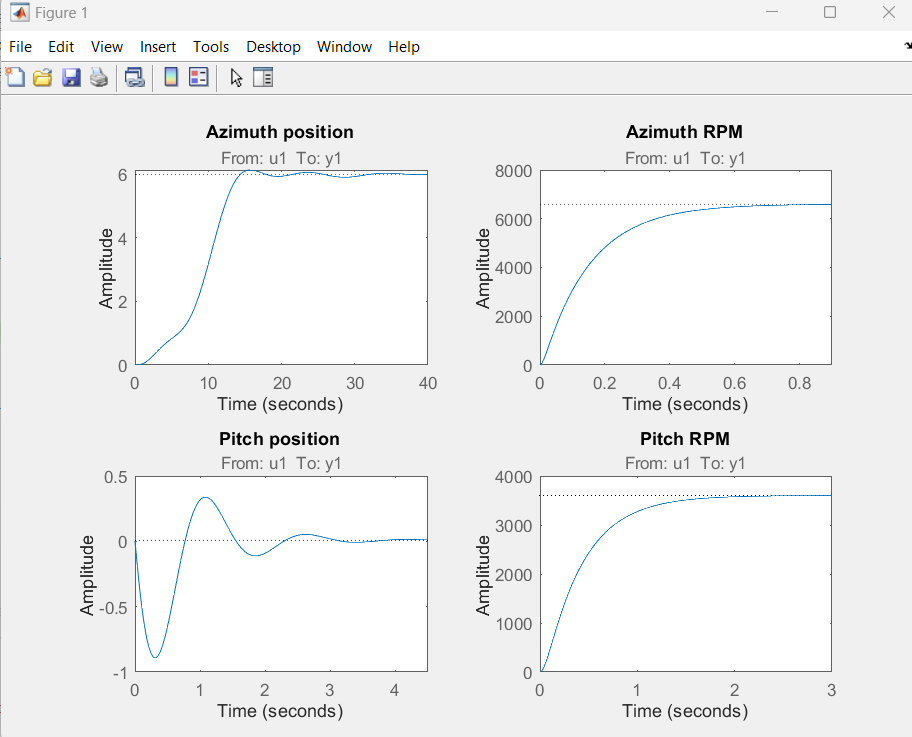 Figure 1
File Edit View Insert Tools Desktop Window Help
Azimuth position
From: u1 To: y1
6
4
2
0
Amplitude
0 10 20 30 40
Time (seconds)
Azimuth RPM
From: u1 To: y1
8000
6000
4000
2000
0
Amplitude
0 0.2 0.4 0.6 0.8
Time (seconds)
Pitch position
From: u1 To: y1
0.5
0
-0.5
-1
Amplitude
0 1 2 3 4
Time (seconds)
Pitch RPM
From: u1 To: y1
4000
3000
2000
1000
0
Amplitude
0 1 2 3
Time (seconds)